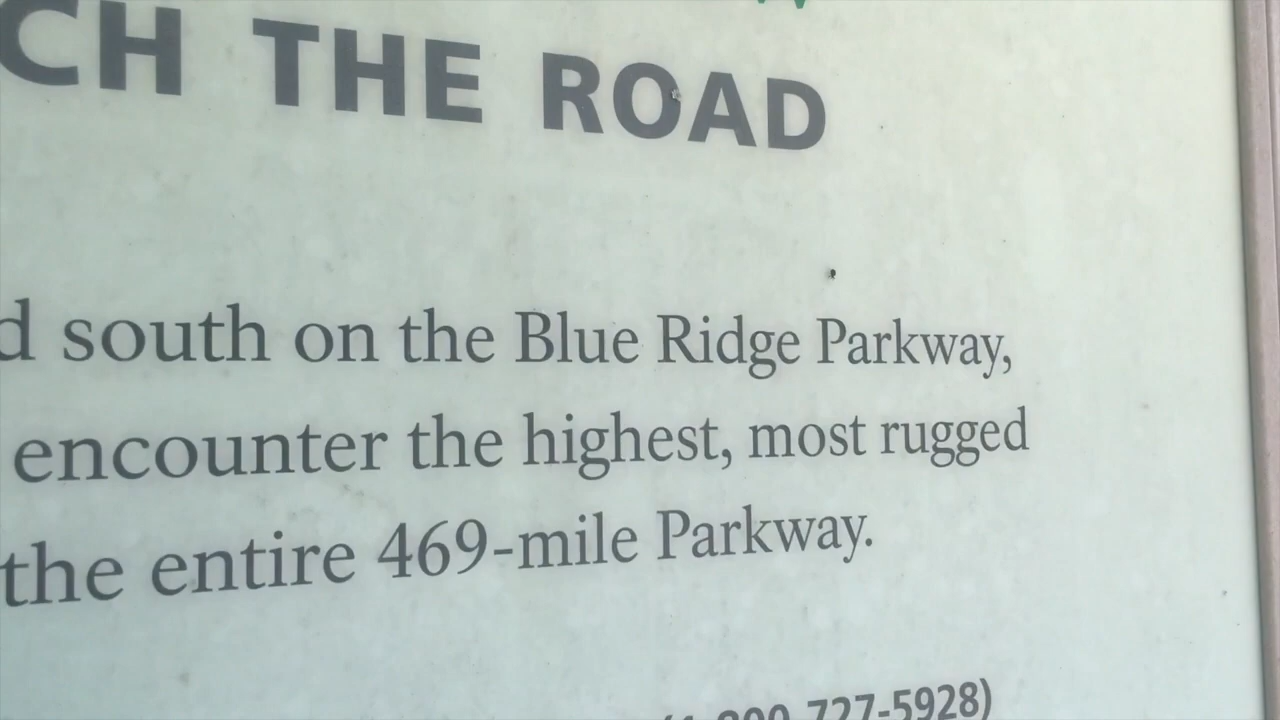 CH THE ROAD
d south on the Blue Ridge Parkway,
encounter the highest, most rugged
the entire 469-mile Parkway.
727-5928)